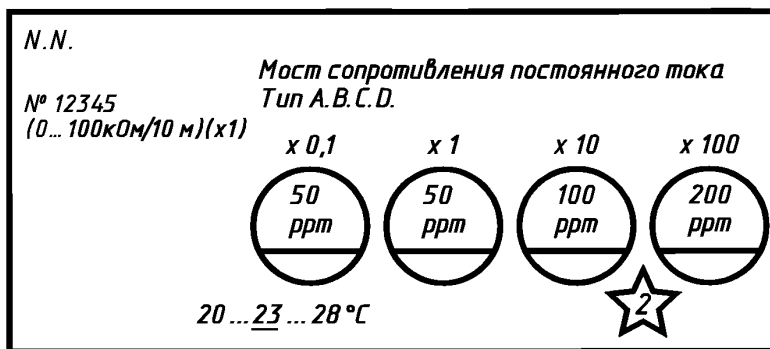 N.N.
Мост сопротивления постоянного тока
Тип A.B.C.D.
№ 12345
(0... 100кОм/10 м)(x1)
x 0,1 x 1 x 10 x 100
50 ppm 50 ppm 100 ppm 200 ppm
20 ... 23 ... 28 °C
2